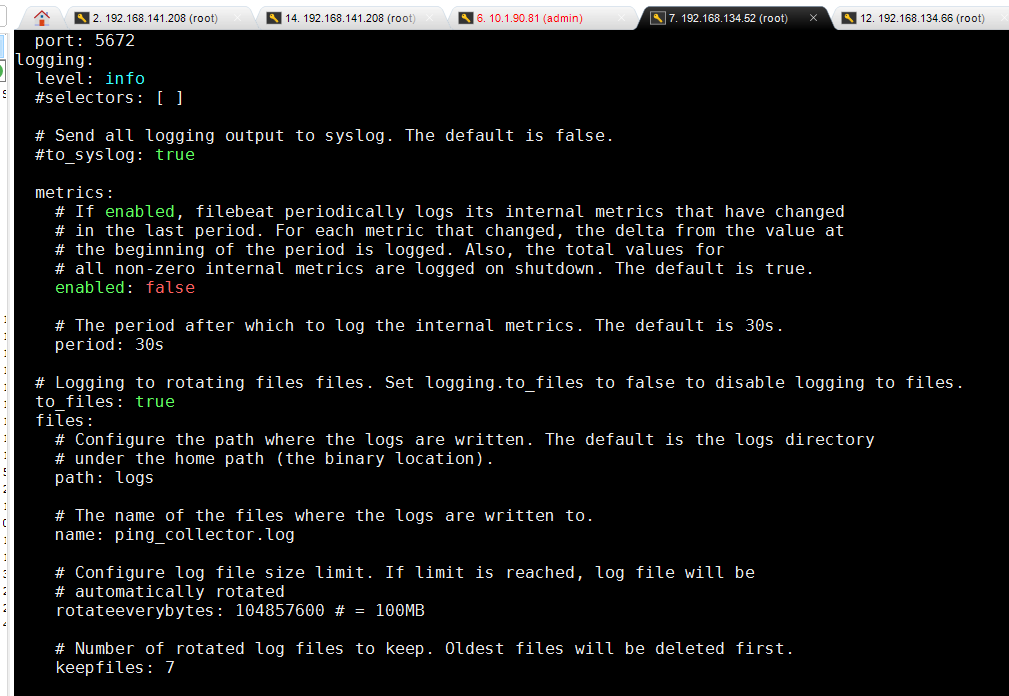 2. 192.168.141.208 (root)
14. 192.168.141.208 (root)
6. 10.1.90.81 (admin)
7. 192.168.134.52 (root)
12. 192.168.134.66 (root)
port: 5672
logging:
level: info
#selectors: [ ]
# Send all logging output to syslog. The default is false.
#to_syslog: true
metrics:
# If enabled, filebeat periodically logs its internal metrics that have changed
# in the last period. For each metric that changed, the delta from the value at
# the beginning of the period is logged. Also, the total values for
# all non-zero internal metrics are logged on shutdown. The default is true.
enabled: false
# The period after which to log the internal metrics. The default is 30s.
period: 30s
# Logging to rotating files files. Set logging.to_files to false to disable logging to files.
to_files: true
files:
# Configure the path where the logs are written. The default is the logs directory
# under the home path (the binary location).
path: logs
# The name of the files where the logs are written to.
name: ping_collector.log
# Configure log file size limit. If limit is reached, log file will be
# automatically rotated
rotateeverybytes: 104857600 # = 100MB
# Number of rotated log files to keep. Oldest files will be deleted first.
keepfiles: 7